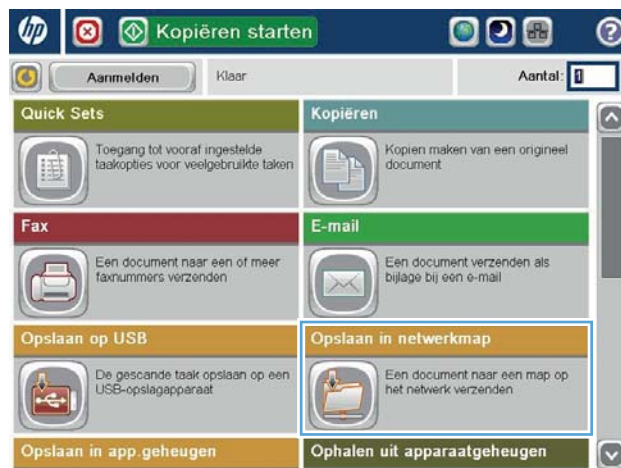 hp Kopiëren starten ?
Aanmelden Klaar Aantal: 1
Quick Sets
Toegang tot vooraf ingestelde
taakopties voor veelgebruikte taken
Kopiëren
Kopien maken van een origineel
document
Fax
Een document naar een of meer
faxnummers verzenden
E-mail
Een document verzenden als
bijlage bij een e-mail
Opslaan op USB
De gescande taak opslaan op een
USB-opslagapparaat
Opslaan in netwerkmap
Een document naar een map op
het netwerk verzenden
Opslaan in app.geheugen
Ophalen uit apparaatgeheugen